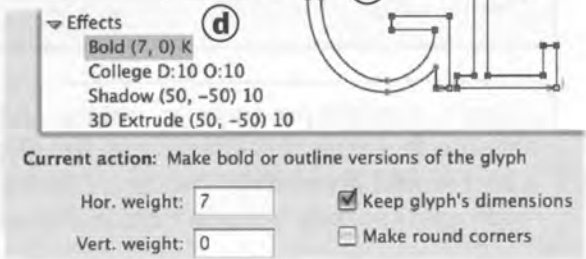 Effects
d
Bold (7, 0) K
College D:10 O:10
Shadow (50, −50) 10
3D Extrude (50, −50) 10
Current action: Make bold or outline versions of the glyph
Hor. weight: 7
Keep glyph's dimensions
Vert. weight: 0
Make round corners